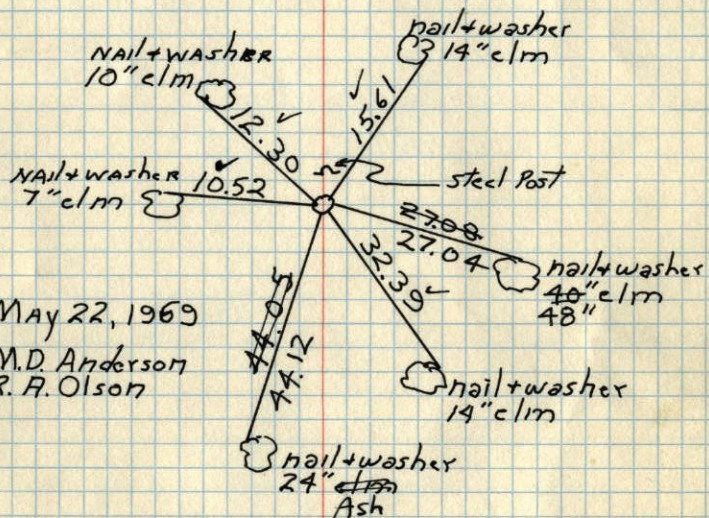 nail+washer
14" elm
NAIL+WASHER
10" elm
15.61
12.30
NAIL+WASHER
7" elm
10.52
steel Post
27.08
27.04
nail+washer
40" elm
48"
32.39
May 22, 1969
M.D. Anderson
R. A. Olson
44.05
44.12
nail+washer
14" elm
nail+washer
24" elm
Ash